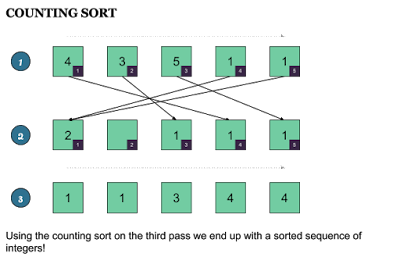 COUNTING SORT
1 4 1 3 2 5 3 1 4 1 5
2 2 1 2 1 3 1 4 1 5
3 1 1 3 4 4
Using the counting sort on the third pass we end up with a sorted sequence of
integers!